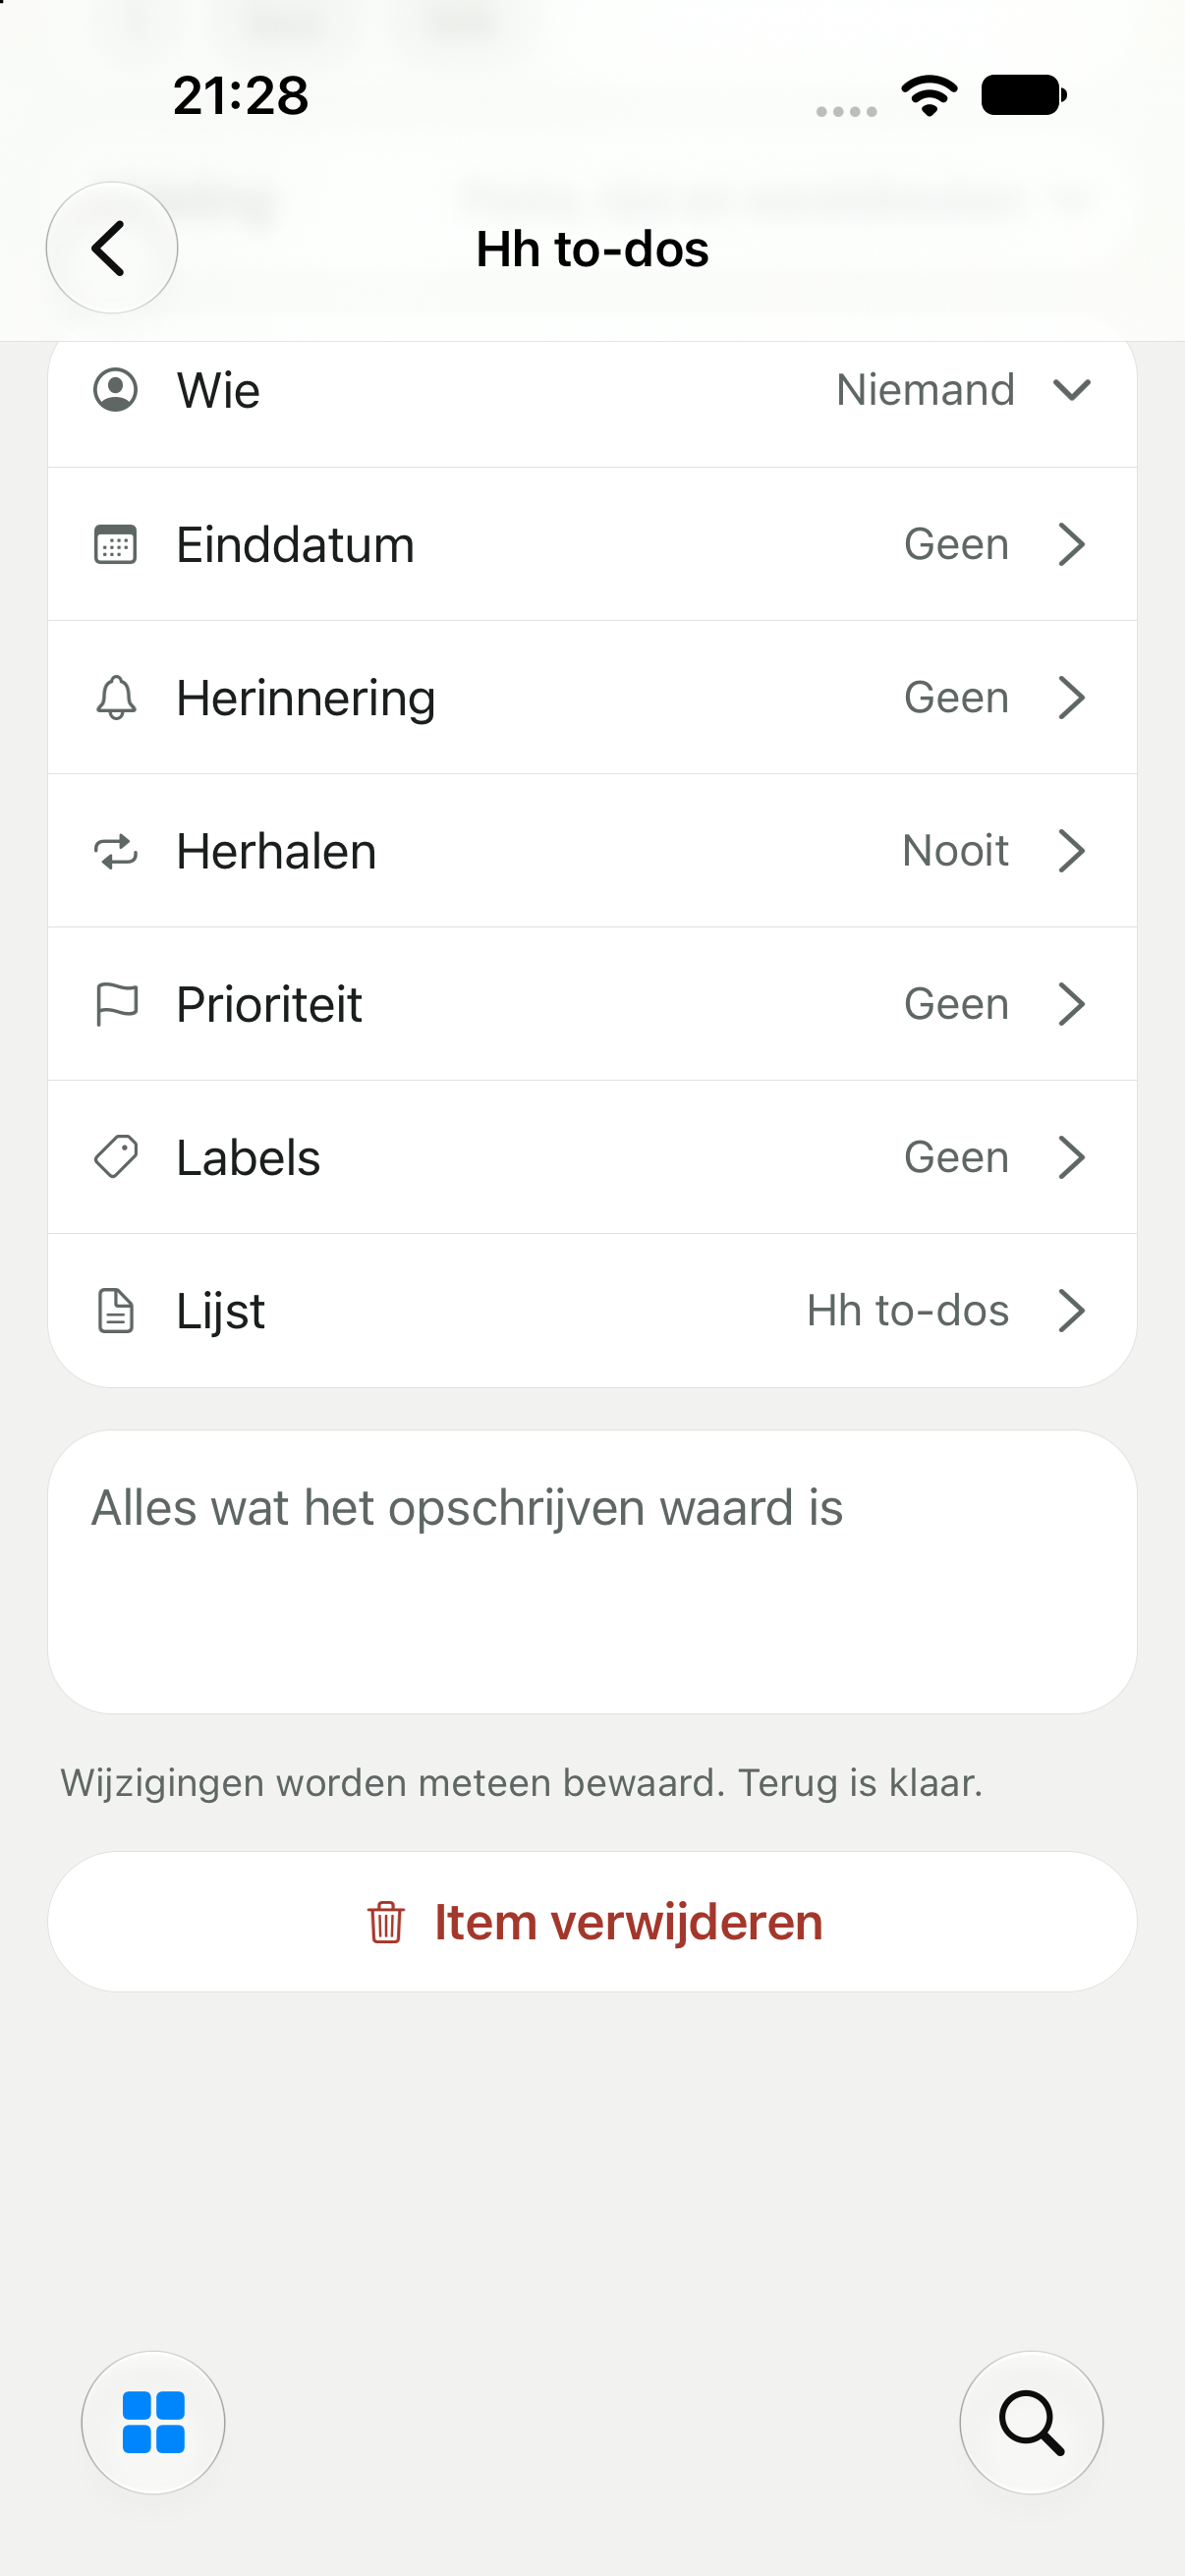 21:28
Hh to-dos
Wie Niemand
Einddatum Geen
Herinnering Geen
Herhalen Nooit
Prioriteit Geen
Labels Geen
Lijst Hh to-dos
Alles wat het opschrijven waard is
Wijzigingen worden meteen bewaard. Terug is klaar.
Item verwijderen